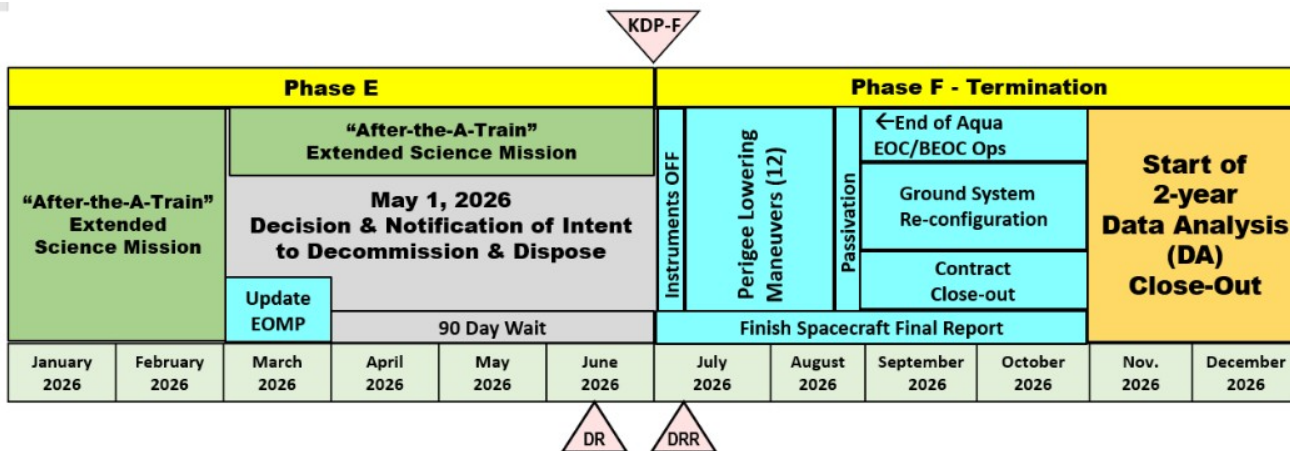 KDP-F
Phase E
Phase F - Termination
“After-the-A-Train”
Extended
Science Mission
“After-the-A-Train”
Extended Science Mission
May 1, 2026
Decision & Notification of Intent
to Decommission & Dispose
Update
EOMP
90 Day Wait
Instruments OFF
Perigee Lowering
Maneuvers (12)
Passivation
←End of Aqua
EOC/BEOC Ops
Ground System
Re-configuration
Contract
Close-out
Finish Spacecraft Final Report
Start of
2-year
Data Analysis
(DA)
Close-Out
January
2026
February
2026
March
2026
April
2026
May
2026
June
2026
July
2026
August
2026
September
2026
October
2026
Nov.
2026
December
2026
DR
DRR